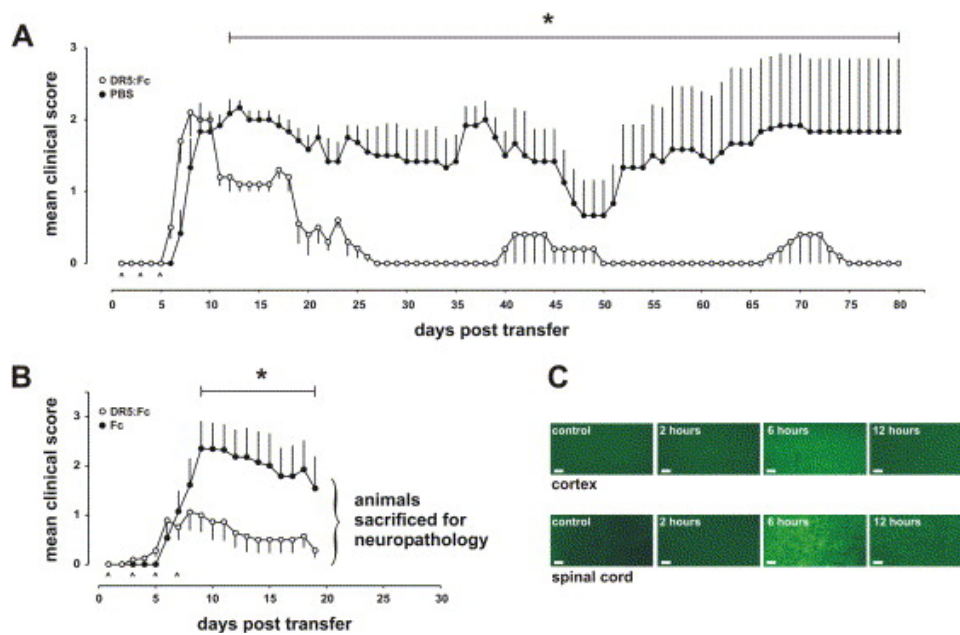 A
*
mean clinical score
3
2
1
0
DR5:Fc
PBS
^ ^ ^
0 5 10 15 20 25 30 35 40 45 50 55 60 65 70 75 80
days post transfer
B
*
mean clinical score
3
2
1
0
DR5:Fc
Fc
animals
sacrificed for
neuropathology
^ ^ ^ ^
0 5 10 15 20 25 30
days post transfer
C
control 2 hours 6 hours 12 hours
cortex
control 2 hours 6 hours 12 hours
spinal cord